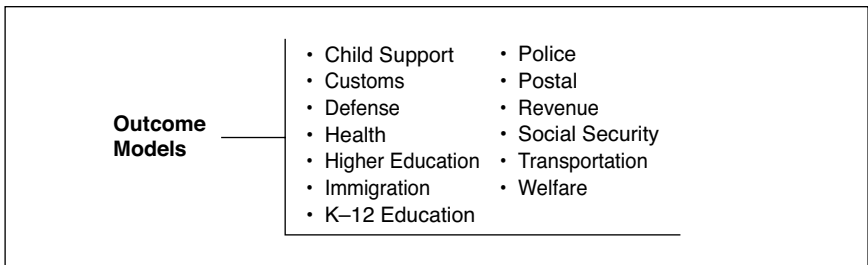 Outcome
Models
• Child Support
• Customs
• Defense
• Health
• Higher Education
• Immigration
• K–12 Education
• Police
• Postal
• Revenue
• Social Security
• Transportation
• Welfare